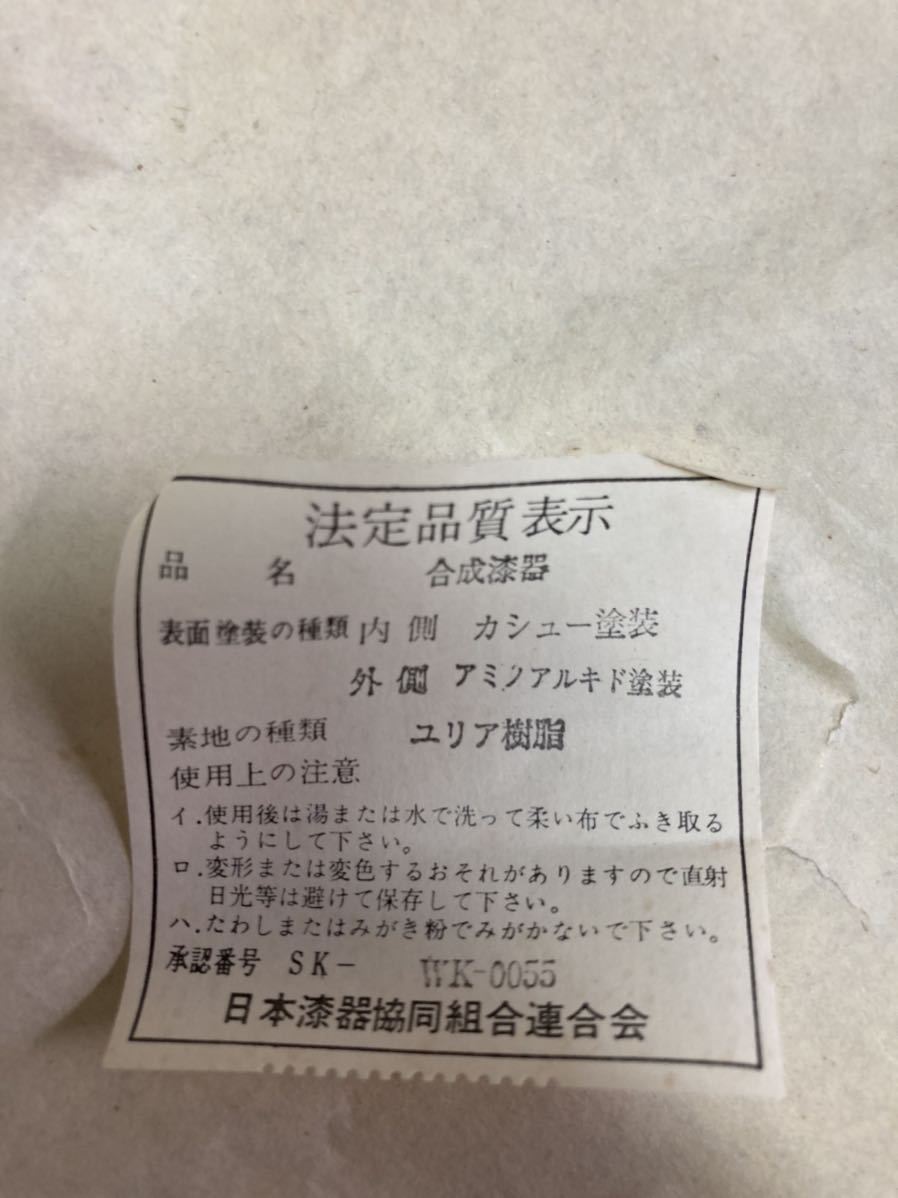 法定品質表示
品名 合成漆器
表面塗装の種類 内側 カシュー塗装
外側 アミノアルキド塗装
素地の種類 ユリア樹脂
使用上の注意
イ.使用後は湯または水で洗って柔い布でふき取る
ようにして下さい。
ロ.変形または変色するおそれがありますので直射
日光等は避けて保存して下さい。
ハ.たわしまたはみがき粉でみがかないで下さい。
承認番号 SK- WK-0055
日本漆器協同組合連合会